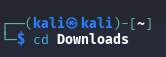 ┌──(kali㉿kali)-[~]
└─$ cd Downloads